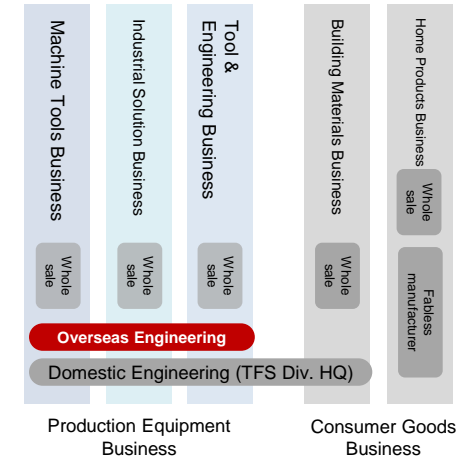 Machine Tools Business
Industrial Solution Business
Tool &
Engineering Business
Building Materials Business
Home Products Business
Whole
sale
Whole
sale
Whole
sale
Whole
sale
Whole
sale
Fabless
manufacturer
Overseas Engineering
Domestic Engineering (TFS Div. HQ)
Production Equipment
Business
Consumer Goods
Business